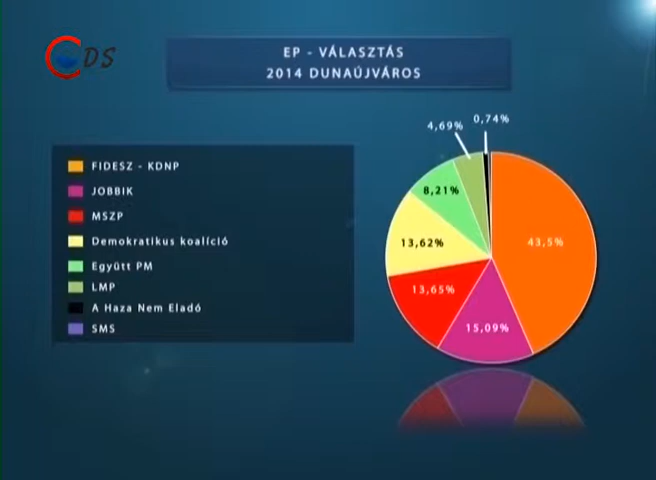 DS
EP - VÁLASZTÁS
2014 DUNAÚJVÁROS
FIDESZ - KDNP
JOBBIK
MSZP
Demokratikus koalíció
Együtt PM
LMP
A Haza Nem Eladó
SMS
4,69%
0,74%
8,21%
43,5%
13,62%
13,65%
15,09%